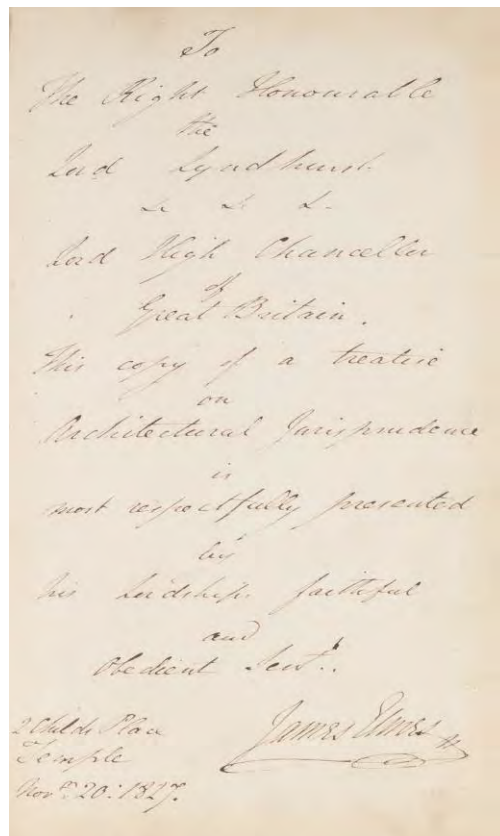 To
The Right Honourable
the
Lord Lyndhurst
&c &c &c
Lord High Chancellor
of
Great Britain.
This copy of a treatise
on
Architectural Jurisprudence
is
most respectfully presented
by
his Lordships faithful
and
obedient Servt.
James Elmes
2 Childs Place
Temple
Novr. 20: 1827.